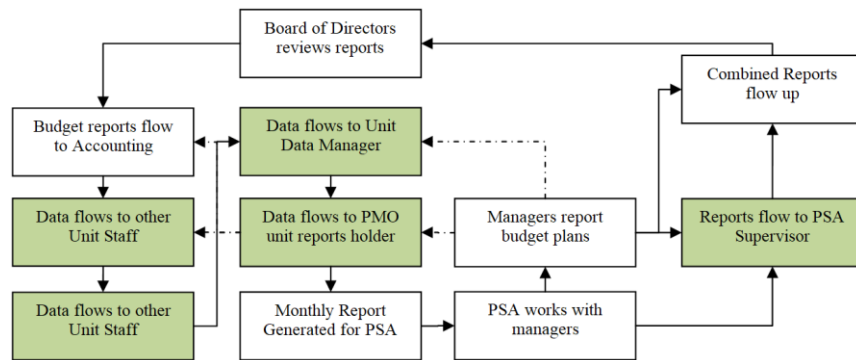 Board of Directors
reviews reports
Combined Reports
flow up
Budget reports flow
to Accounting
Data flows to Unit
Data Manager
Data flows to other
Unit Staff
Data flows to PMO
unit reports holder
Managers report
budget plans
Reports flow to PSA
Supervisor
Data flows to other
Unit Staff
Monthly Report
Generated for PSA
PSA works with
managers